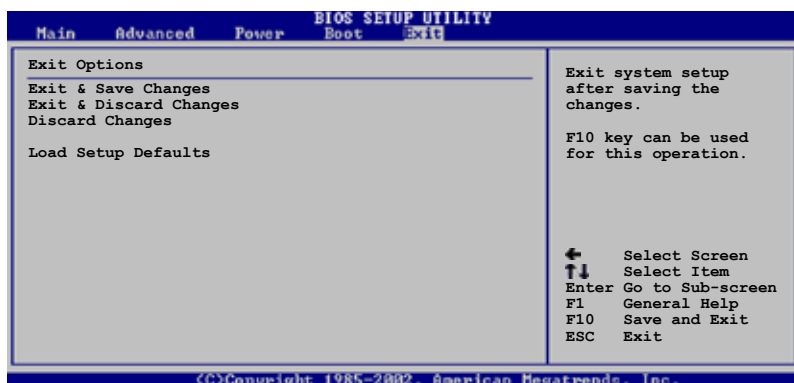 BIOS SETUP UTILITY
Main Advanced Power Boot Exit
Exit Options
Exit & Save Changes
Exit & Discard Changes
Discard Changes
Load Setup Defaults
Exit system setup
after saving the
changes.
F10 key can be used
for this operation.
← Select Screen
↑↓ Select Item
Enter Go to Sub-screen
F1 General Help
F10 Save and Exit
ESC Exit
(C)Copyright 1985-2002, American Megatrends, Inc.